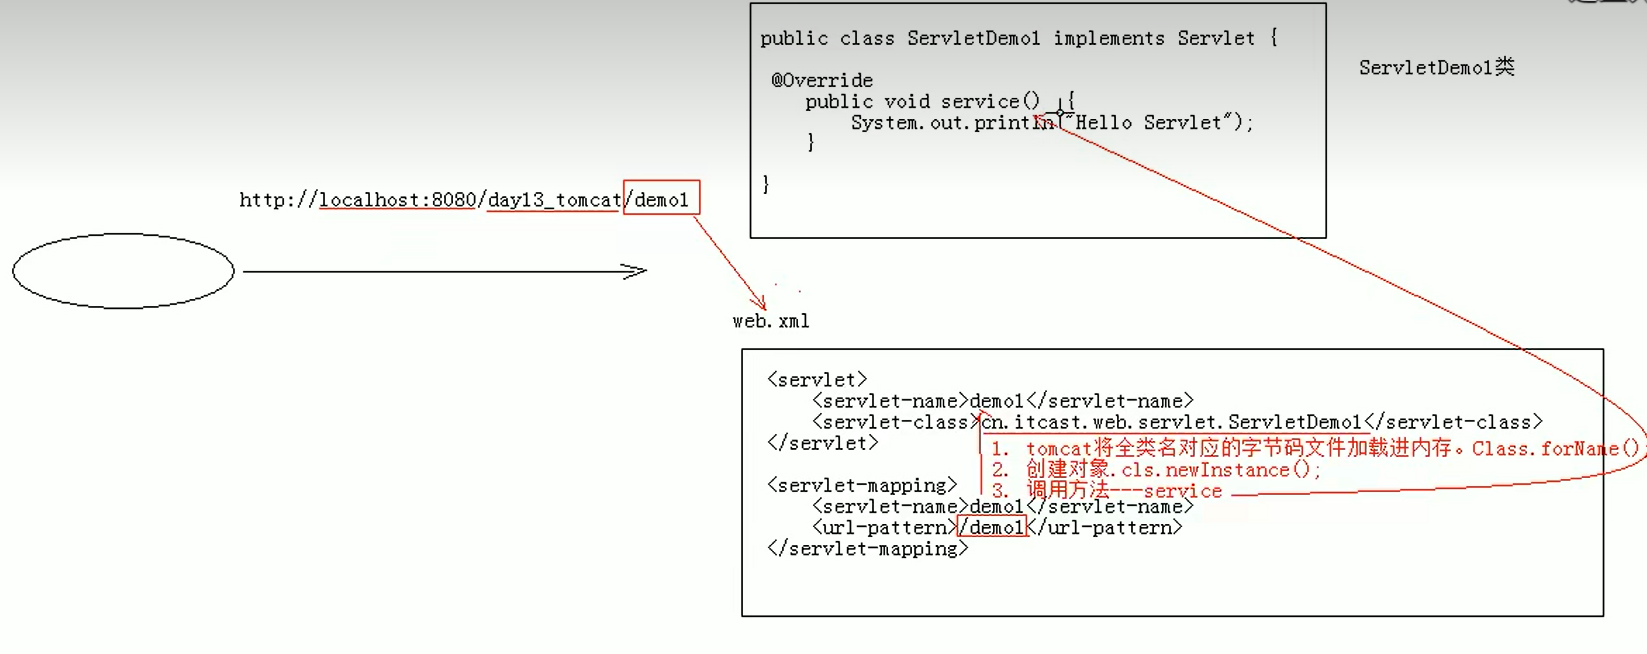 public class ServletDemo1 implements Servlet {
@Override
public void service() {
System.out.println("Hello Servlet");
}
}
ServletDemo1类
http://localhost:8080/day13_tomcat/demo1
web.xml
<servlet>
<servlet-name>demo1</servlet-name>
<servlet-class>cn.itcast.web.servlet.ServletDemo1</servlet-class>
</servlet>
1. tomcat将全类名对应的字节码文件加载进内存。Class.forName()
2. 创建对象.cls.newInstance();
3. 调用方法---service
<servlet-mapping>
<servlet-name>demo1</servlet-name>
<url-pattern>/demo1</url-pattern>
</servlet-mapping>